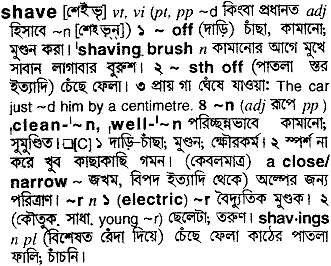 shave [শেইভ্] vt, vi (pt, pp ~d কিংবা প্রধানত adj
হিসাবে ~n [শেইভ্‌ন্]) ১ ~ off (দাড়ি) চাঁছা, কামানো;
মুণ্ডন করা। 'shaving brush n কামানোর আগে মুখে
সাবান লাগাবার বুরুশ। ২ ~ sth off (পাতলা স্তর
ইত্যাদি) চেঁছে ফেলা। ৩ প্রায় গা ঘেঁষে যাওয়া: The car
just ~d him by a centimetre. ৪ ~n (adj রূপে pp)
,clean-'~n, ,well-'~n পরিচ্ছন্নভাবে কামানো;
সুমুণ্ডিত। □[C] ১ দাড়ি-চাঁছা; মুণ্ডন; ক্ষৌরকর্ম। ২ স্পর্শ না
করে খুব কাছাকাছি গমন। (কেবলমাত্র) a close/
narrow ~ জখম, বিপদ ইত্যাদি থেকে) অল্পের জন্য
পরিত্রাণ। ~r n ১ (electric) ~r বৈদ্যুতিক মুণ্ডক। ২
(কৌতুক. সাধা. young ~r) ছেলেটা; তরুণ। shav·ings
n pl (বিশেষত রেঁদা দিয়ে) চেঁছে ফেলা কাঠের পাতলা
ফালি; চাঁচনি।